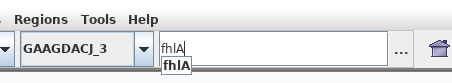 s Regions Tools Help
GAAGDACJ_3 fhlA ...
fhlA